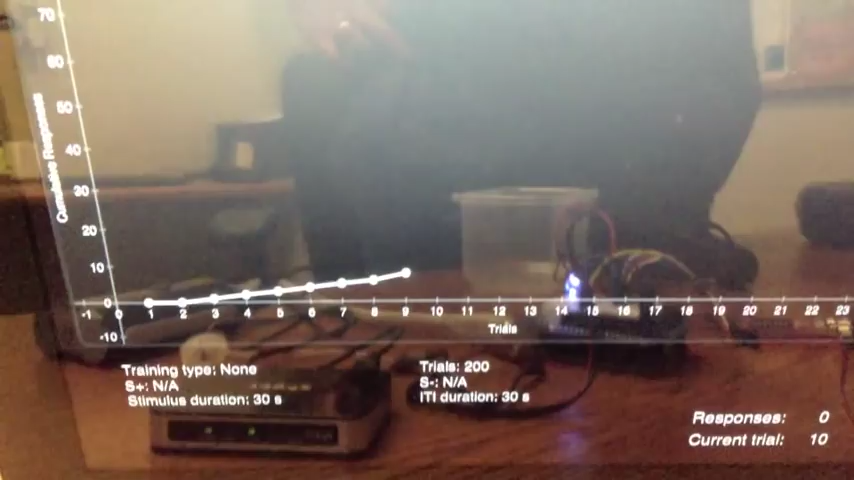 70
60
50
40
30
20
10
0
-10
Cumulative Responses
-1 0 1 2 3 4 5 6 7 8 9 10 11 12 13 14 15 16 17 18 19 20 21 22 23
Trials
Training type: None
S+: N/A
Stimulus duration: 30 s
Trials: 200
S-: N/A
ITI duration: 30 s
Responses: 0
Current trial: 10